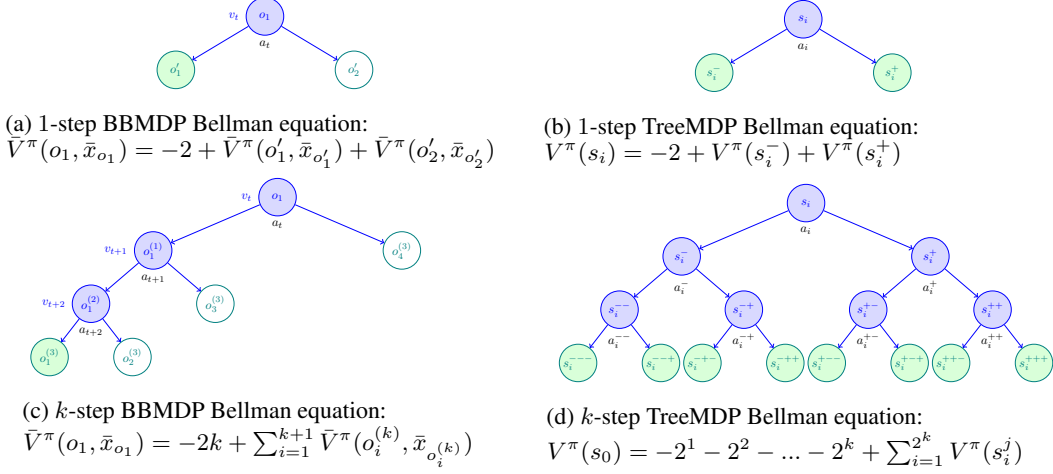 v_t o_1
a_t
o'_1 o'_2
(a) 1-step BBMDP Bellman equation:
V̄^π(o_1, x̄_{o_1}) = −2 + V̄^π(o'_1, x̄_{o'_1}) + V̄^π(o'_2, x̄_{o'_2})
s_i
a_i
s_i^- s_i^+
(b) 1-step TreeMDP Bellman equation:
V^π(s_i) = −2 + V^π(s_i^-) + V^π(s_i^+)
v_t o_1
a_t
v_{t+1} o_1^{(1)} o_4^{(3)}
a_{t+1}
v_{t+2} o_1^{(2)} o_3^{(3)}
a_{t+2}
o_1^{(3)} o_2^{(3)}
(c) k-step BBMDP Bellman equation:
V̄^π(o_1, x̄_{o_1}) = −2k + ∑_{i=1}^{k+1} V̄^π(o_i^{(k)}, x̄_{o_i^{(k)}})
s_i
a_i
s_i^- s_i^+
a_i^- a_i^+
s_i^{--} s_i^{-+} s_i^{+-} s_i^{++}
a_i^{--} a_i^{-+} a_i^{+-} a_i^{++}
s_i^{---} s_i^{--+} s_i^{-+-} s_i^{-++} s_i^{+--} s_i^{+-+} s_i^{++-} s_i^{+++}
(d) k-step TreeMDP Bellman equation:
V^π(s_0) = −2^1 − 2^2 − ... − 2^k + ∑_{i=1}^{2^k} V^π(s_i^j)